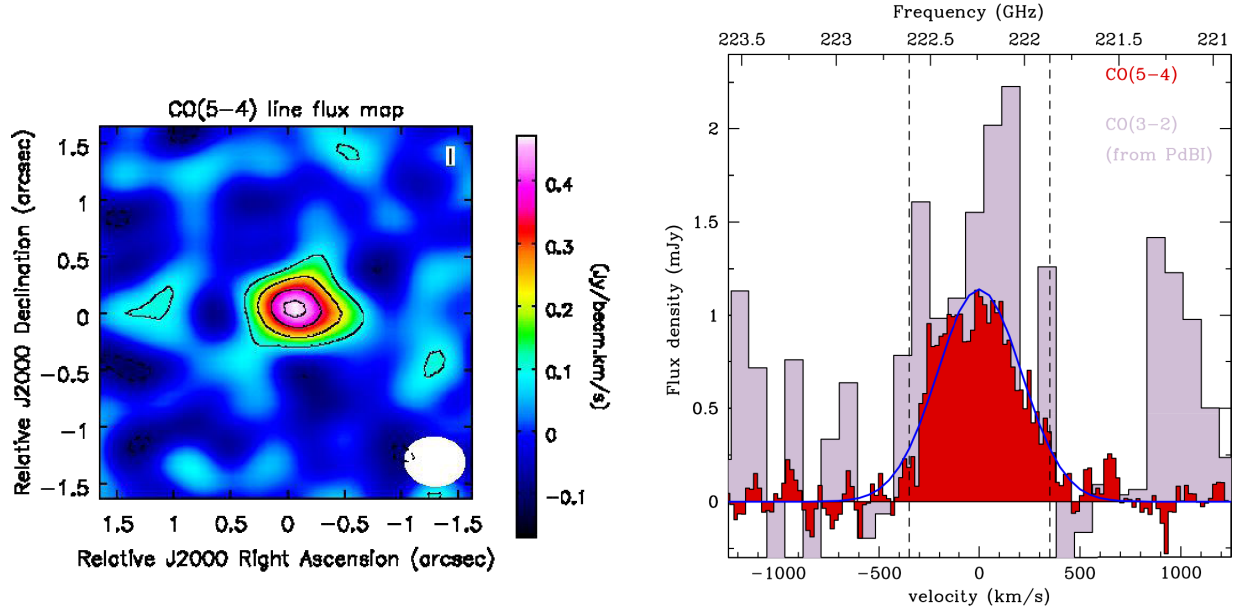 CO(5−4) line flux map
Relative J2000 Declination (arcsec)
1.5
1
0.5
0
−0.5
−1
−1.5
1.5 1 0.5 0 −0.5 −1 −1.5
Relative J2000 Right Ascension (arcsec)
I
0.4
0.3
0.2
0.1
0
−0.1
(Jy/beam.km/s)
Frequency (GHz)
223.5 223 222.5 222 221.5 221
CO(5−4)
CO(3−2)
(from PdBI)
Flux density (mJy)
2
1.5
1
0.5
0
−1000 −500 0 500 1000
velocity (km/s)